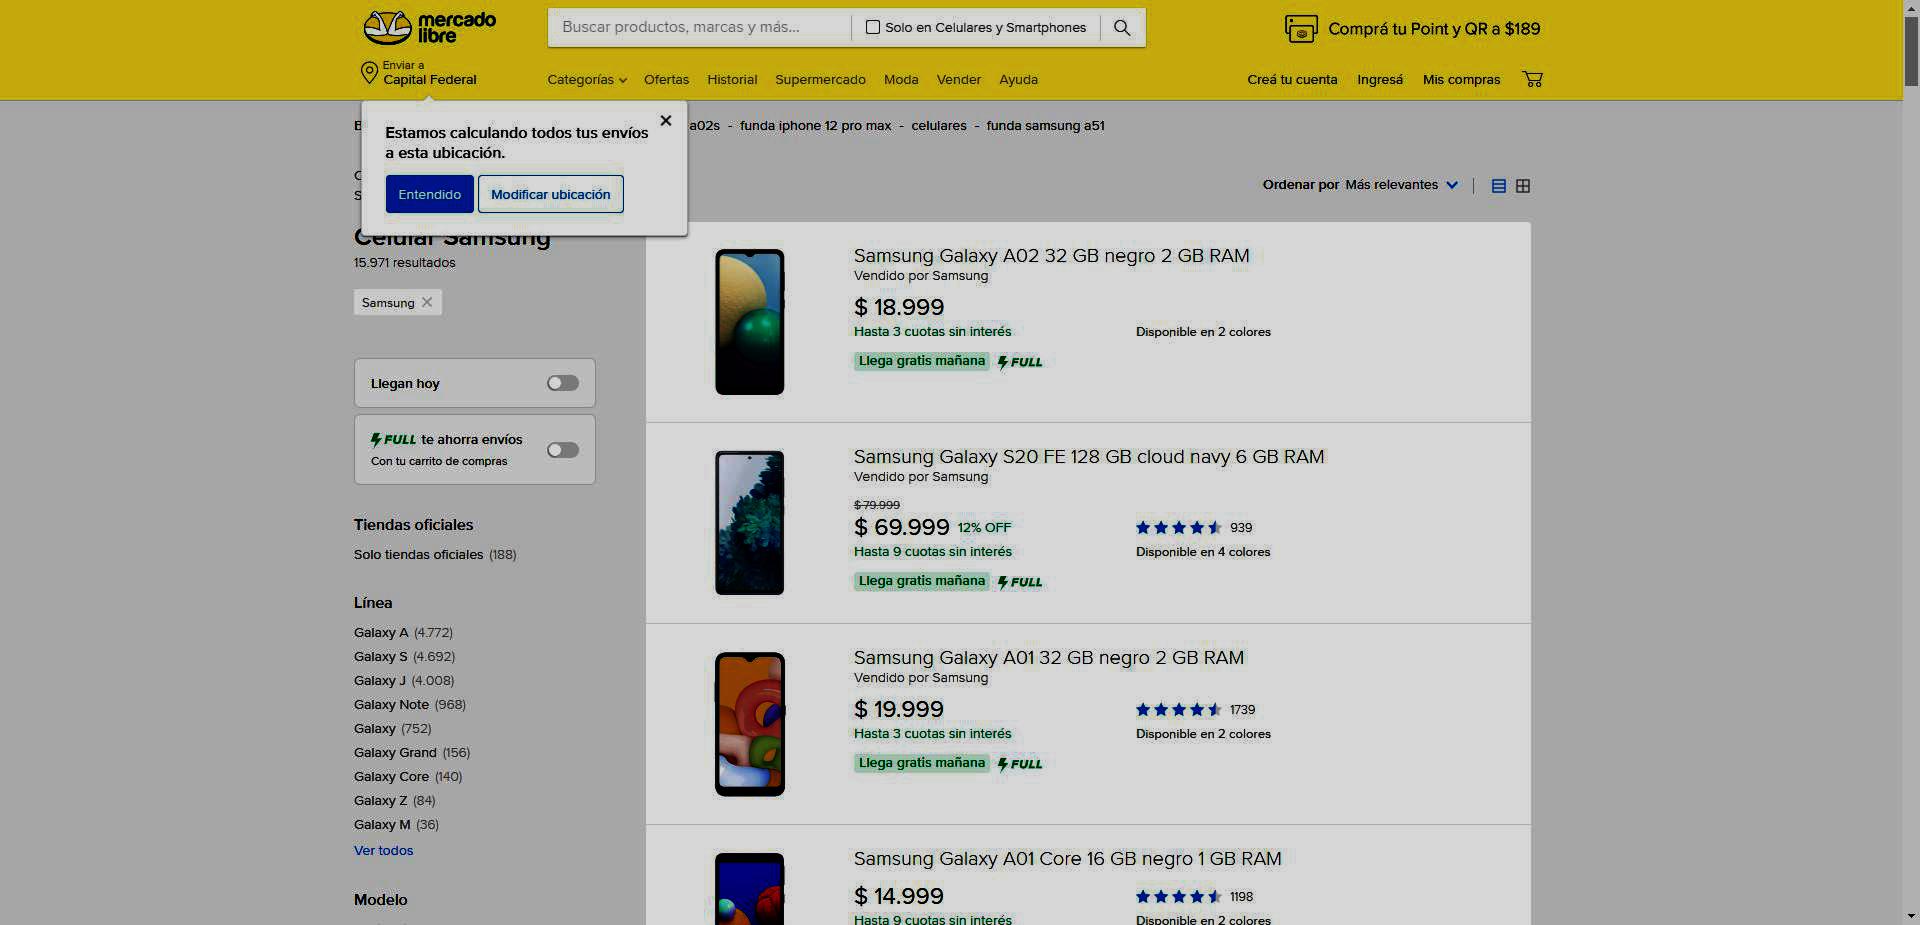 mercado
libre
Buscar productos, marcas y más...
Solo en Celulares y Smartphones
Comprá tu Point y QR a $189
Enviar a
Capital Federal
Categorías
Ofertas
Historial
Supermercado
Moda
Vender
Ayuda
Creá tu cuenta
Ingresá
Mis compras
a02s - funda iphone 12 pro max - celulares - funda samsung a51
Estamos calculando todos tus envíos
a esta ubicación.
Entendido
Modificar ubicación
Ordenar por Más relevantes
Celular Samsung
15.971 resultados
Samsung
Llegan hoy
FULL te ahorra envíos
Con tu carrito de compras
Tiendas oficiales
Solo tiendas oficiales (188)
Línea
Galaxy A (4.772)
Galaxy S (4.692)
Galaxy J (4.008)
Galaxy Note (968)
Galaxy (752)
Galaxy Grand (156)
Galaxy Core (140)
Galaxy Z (84)
Galaxy M (36)
Ver todos
Modelo
Samsung Galaxy A02 32 GB negro 2 GB RAM
Vendido por Samsung
$ 18.999
Hasta 3 cuotas sin interés
Disponible en 2 colores
Llega gratis mañana FULL
Samsung Galaxy S20 FE 128 GB cloud navy 6 GB RAM
Vendido por Samsung
$ 79.999
$ 69.999 12% OFF
939
Hasta 9 cuotas sin interés
Disponible en 4 colores
Llega gratis mañana FULL
Samsung Galaxy A01 32 GB negro 2 GB RAM
Vendido por Samsung
$ 19.999
1739
Hasta 3 cuotas sin interés
Disponible en 2 colores
Llega gratis mañana FULL
Samsung Galaxy A01 Core 16 GB negro 1 GB RAM
$ 14.999
1198
Hasta 9 cuotas sin interés
Disponible en 2 colores